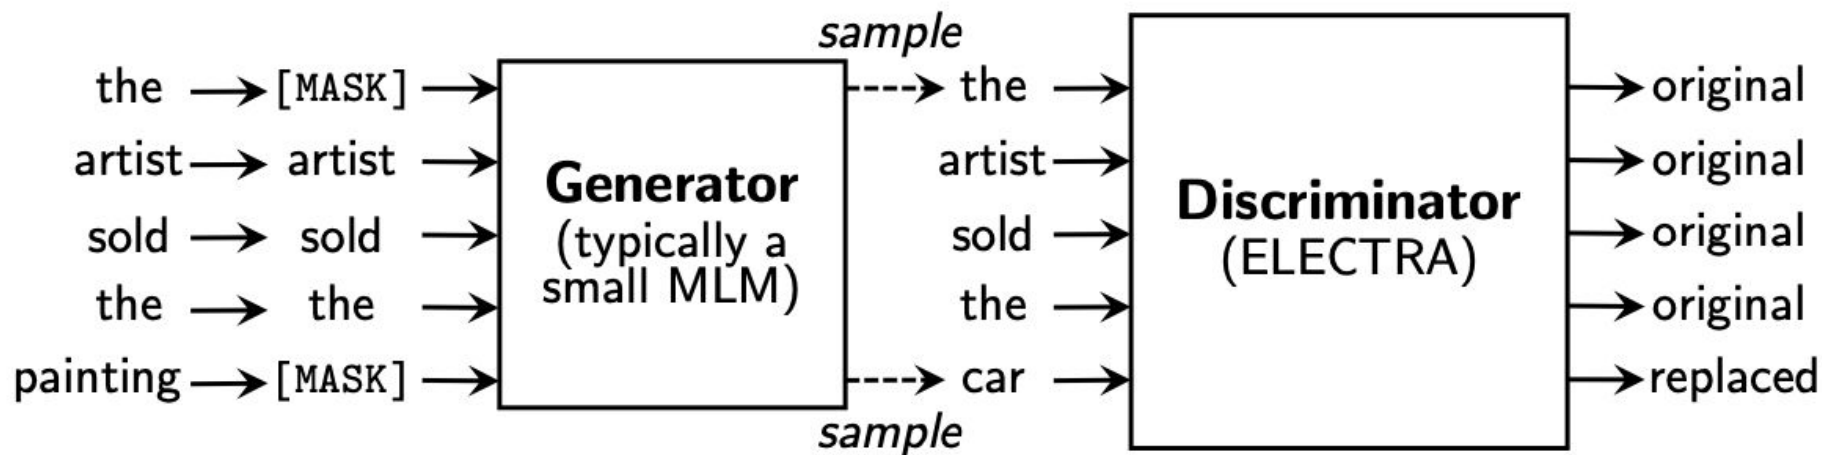 sample
the [MASK] the original
artist artist Generator artist Discriminator original
sold sold (typically a small MLM) sold (ELECTRA) original
the the the original
painting [MASK] car replaced
sample